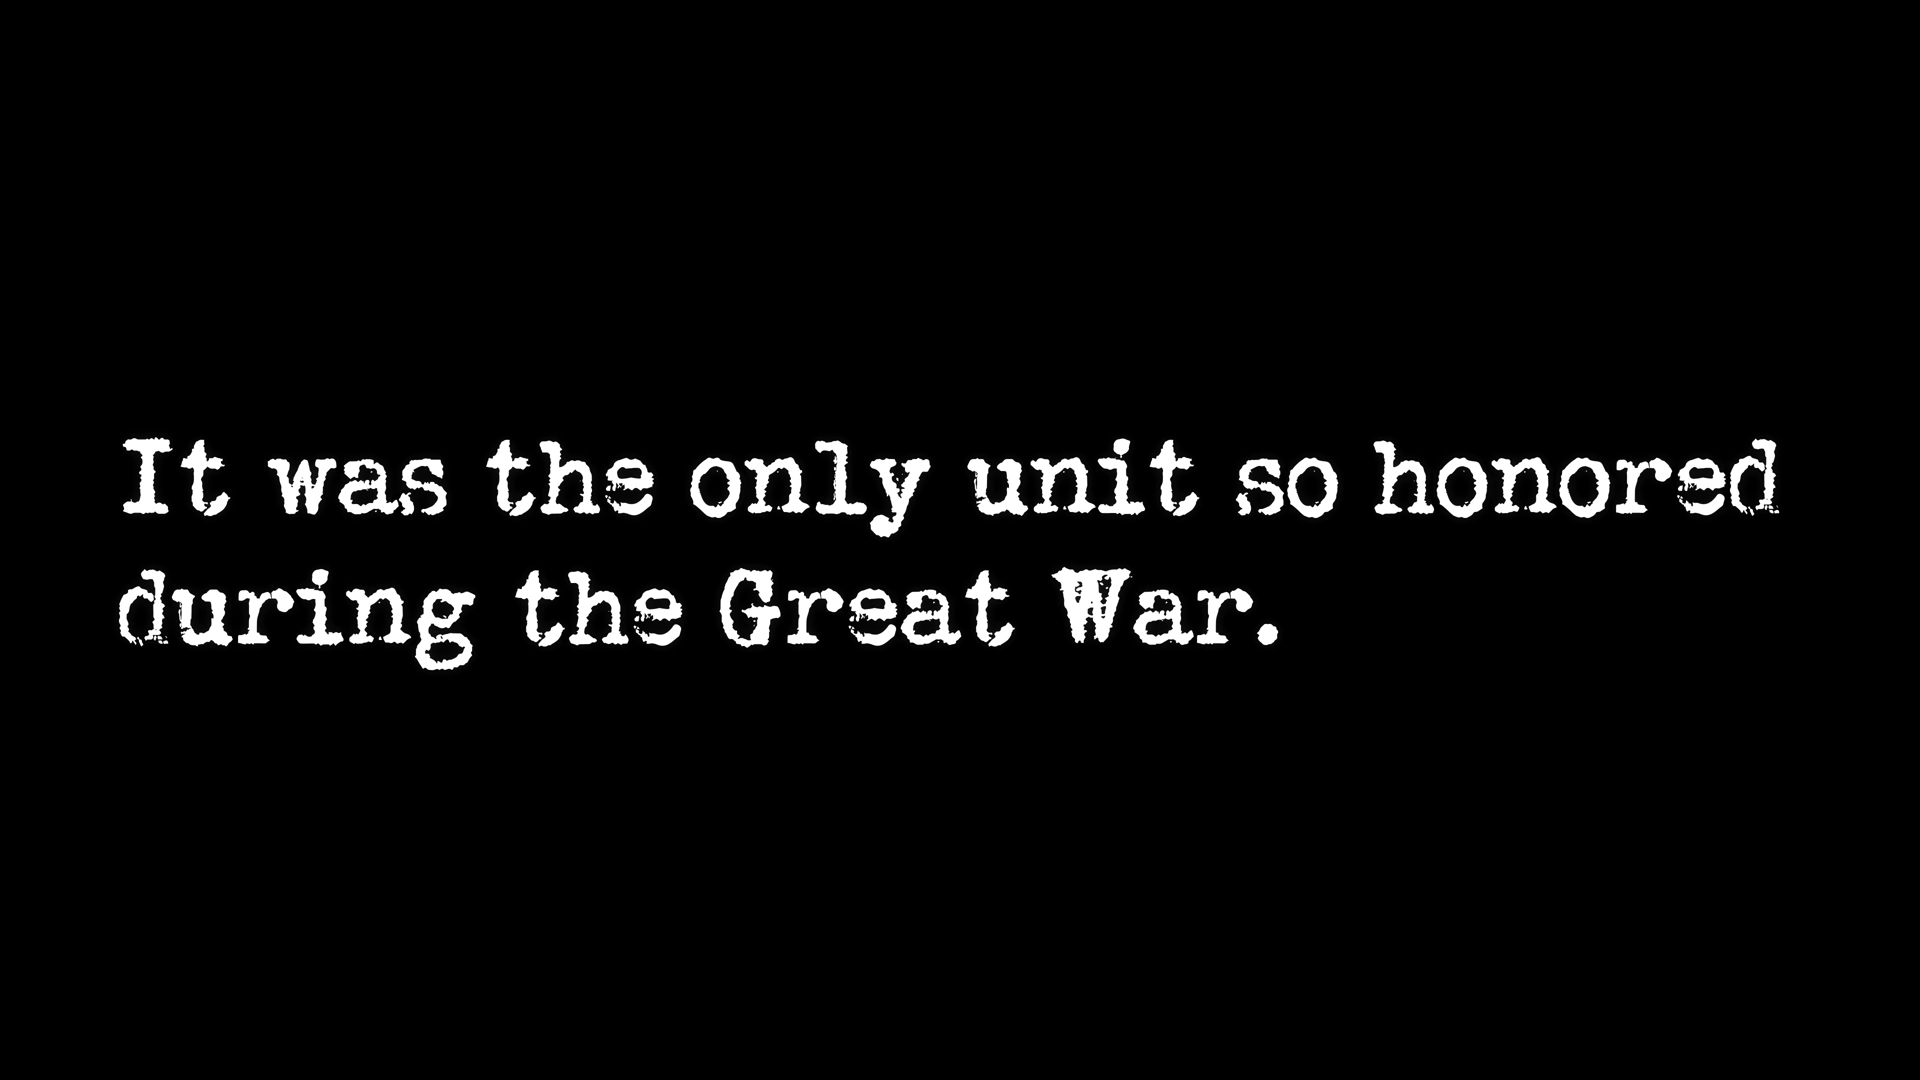 It was the only unit so honored
during the Great War.